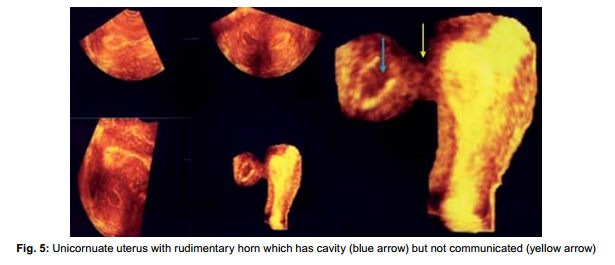 Fig. 5: Unicornuate uterus with rudimentary horn which has cavity (blue arrow) but not communicated (yellow arrow)